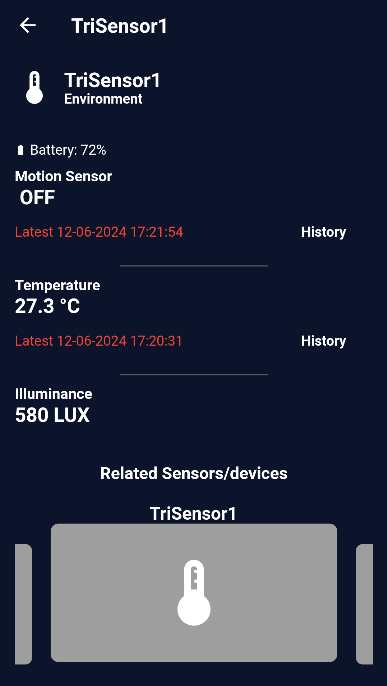 TriSensor1
TriSensor1
Environment
Battery: 72%
Motion Sensor
OFF
Latest 12-06-2024 17:21:54 History
Temperature
27.3 °C
Latest 12-06-2024 17:20:31 History
Illuminance
580 LUX
Related Sensors/devices
TriSensor1